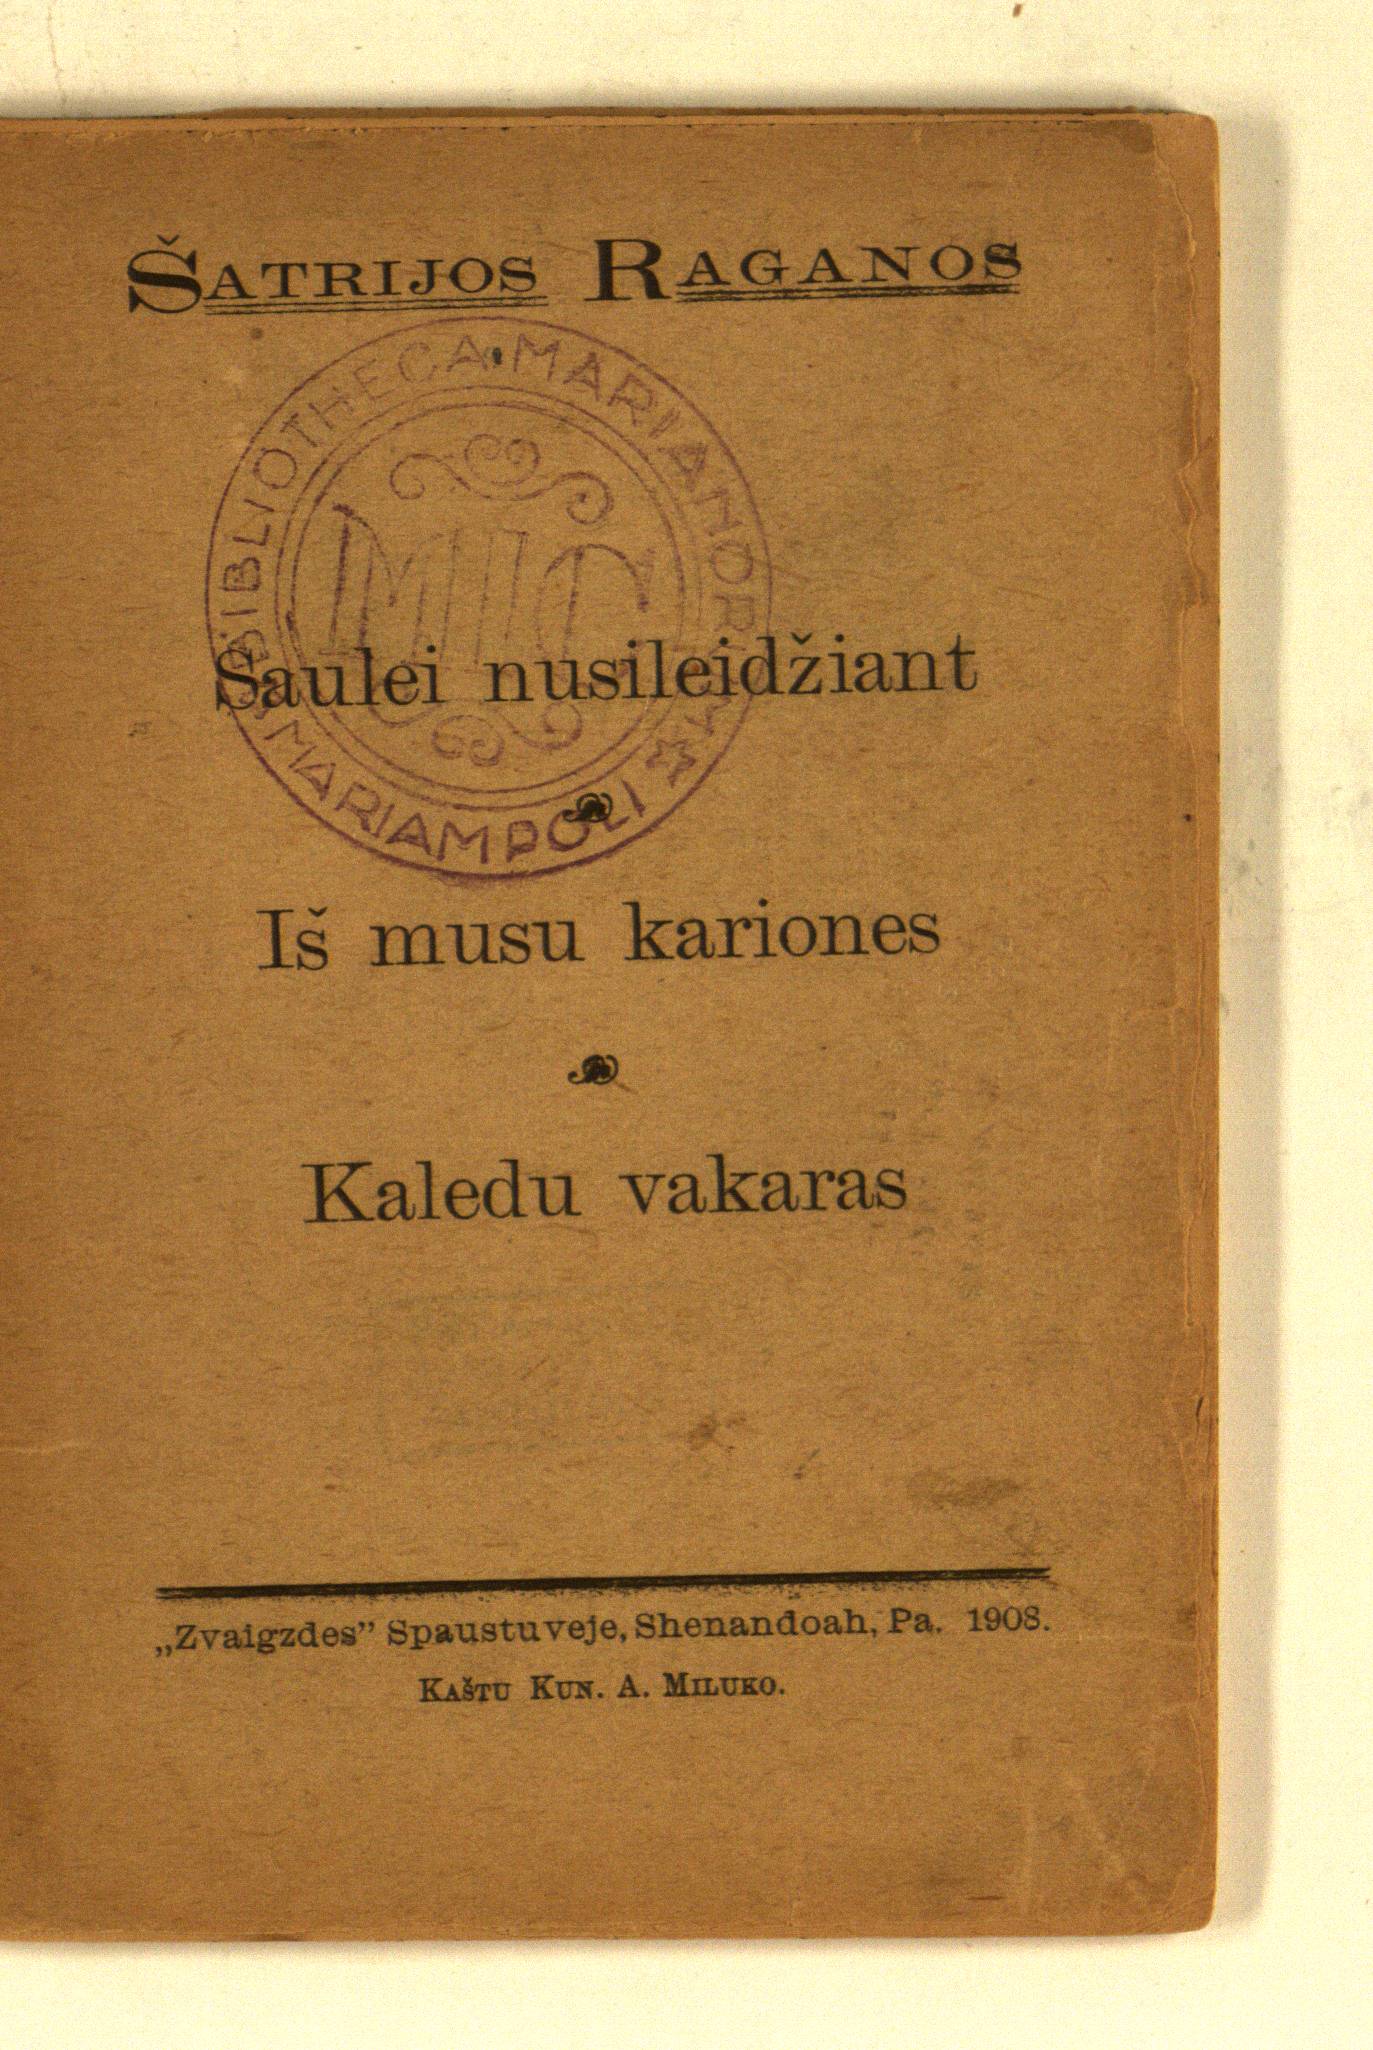 ŠATRIJOS RAGANOS
BIBLIOTHECA MARIANORUM
MARIAMPOLI
MIC
Saulei nusileidžiant
Iš musu kariones
Kaledu vakaras
„Zvaigzdes” Spaustuveje, Shenandoah, Pa. 1908.
KAŠTU KUN. A. MILUKO.